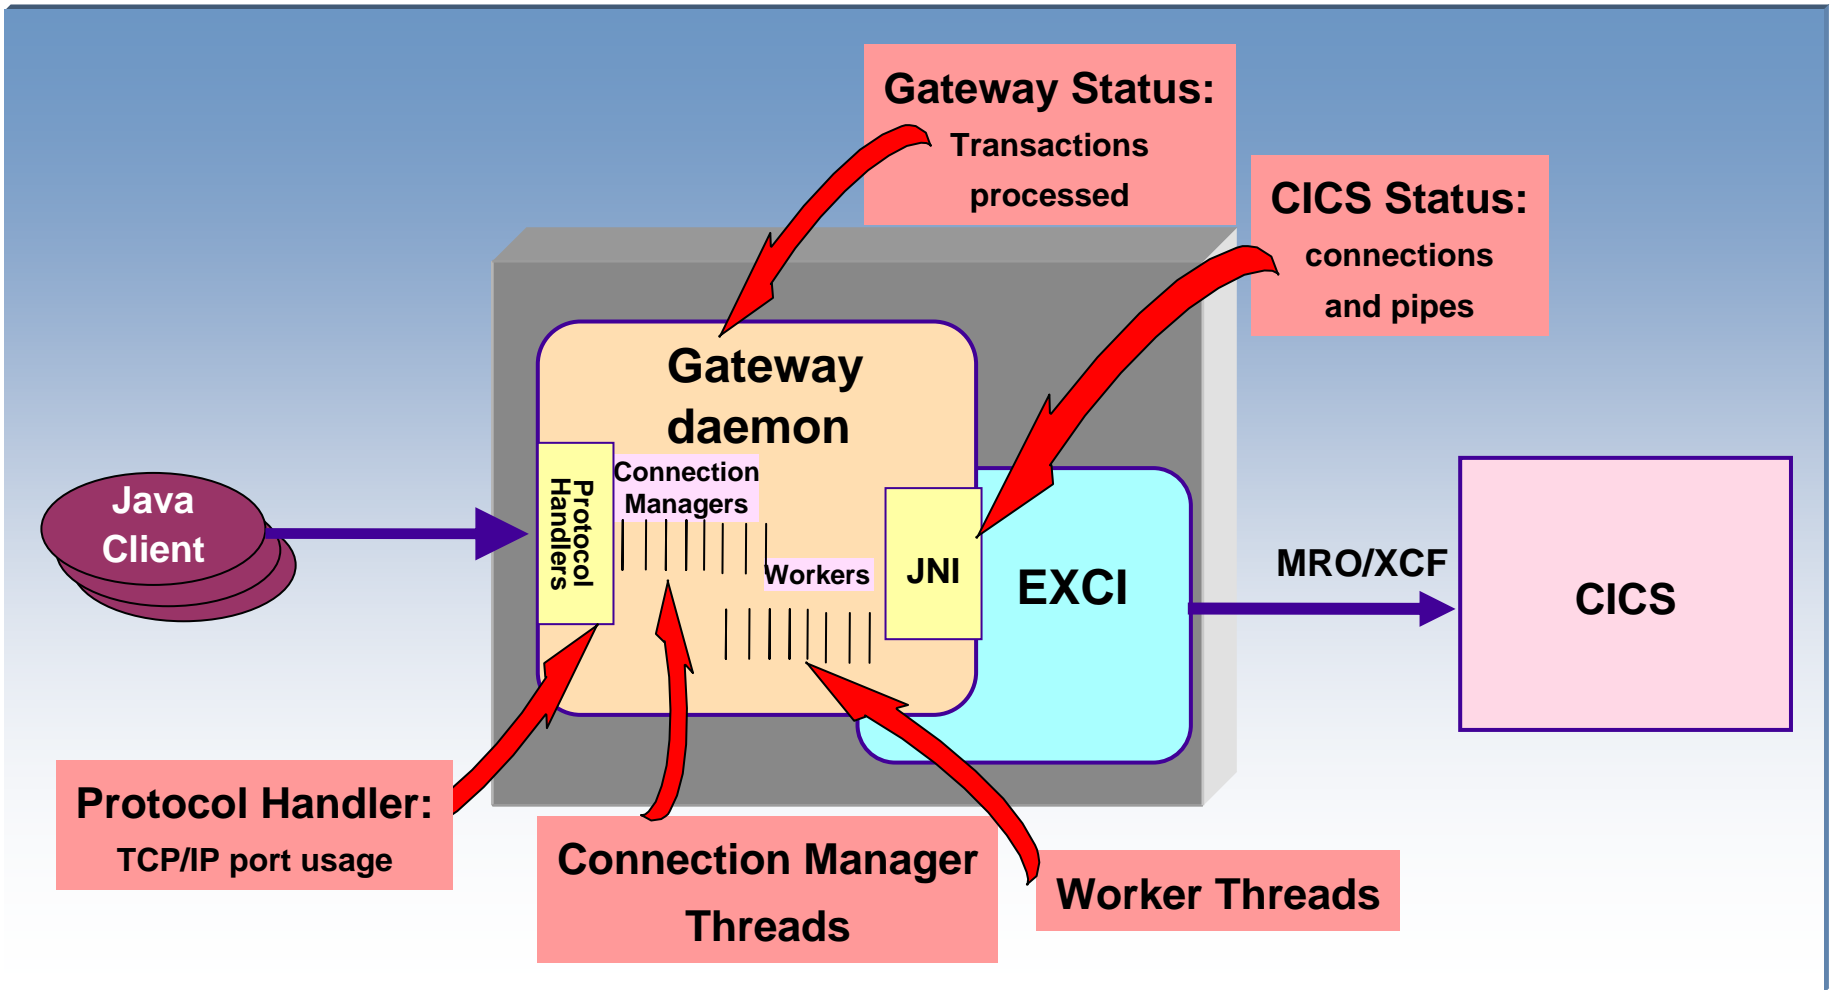 Gateway Status:
Transactions
processed
CICS Status:
connections
and pipes
Gateway
daemon
Java
Client
Protocol
Handlers
Connection
Managers
Workers
JNI
EXCI
MRO/XCF
CICS
Protocol Handler:
TCP/IP port usage
Connection Manager
Threads
Worker Threads